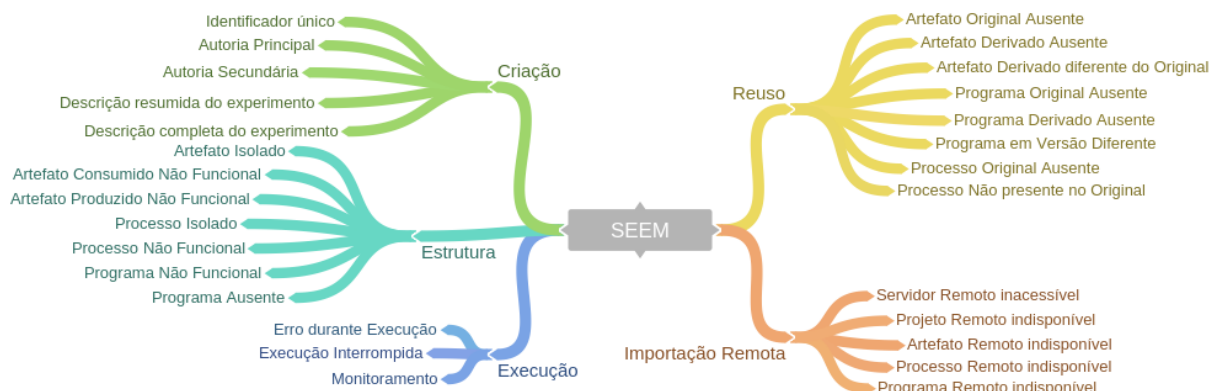 SEEM
Criação
Identificador único
Autoria Principal
Autoria Secundária
Descrição resumida do experimento
Descrição completa do experimento
Estrutura
Artefato Isolado
Artefato Consumido Não Funcional
Artefato Produzido Não Funcional
Processo Isolado
Processo Não Funcional
Programa Não Funcional
Programa Ausente
Execução
Erro durante Execução
Execução Interrompida
Monitoramento
Reuso
Artefato Original Ausente
Artefato Derivado Ausente
Artefato Derivado diferente do Original
Programa Original Ausente
Programa Derivado Ausente
Programa em Versão Diferente
Processo Original Ausente
Processo Não presente no Original
Importação Remota
Servidor Remoto inacessível
Projeto Remoto indisponível
Artefato Remoto indisponível
Processo Remoto indisponível
Programa Remoto indisponível